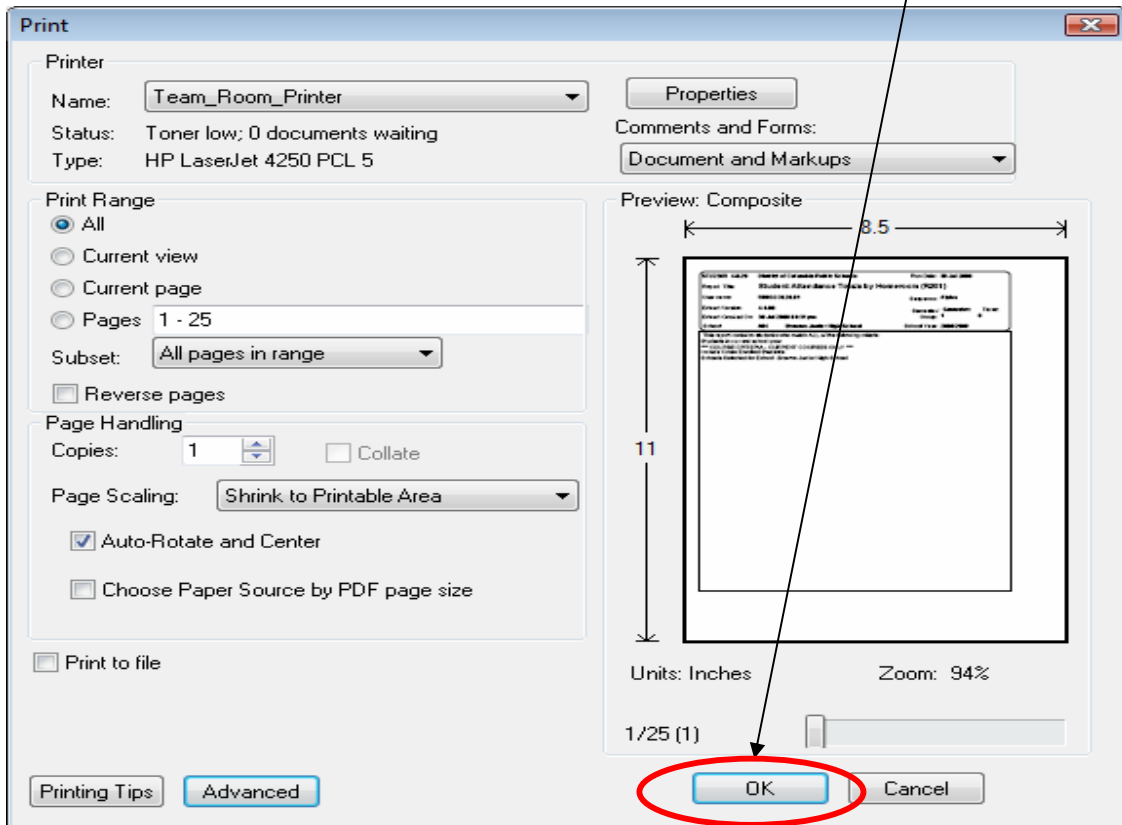 Print
Printer
Name: Team_Room_Printer Properties
Status: Toner low; 0 documents waiting Comments and Forms:
Type: HP LaserJet 4250 PCL 5 Document and Markups
Print Range
All
Current view
Current page
Pages 1 - 25
Subset: All pages in range
Reverse pages
Page Handling
Copies: 1 Collate
Page Scaling: Shrink to Printable Area
Auto-Rotate and Center
Choose Paper Source by PDF page size
Print to file
Preview: Composite
8.5
11
Student Attendance Totals by Homeroom
Units: Inches Zoom: 94%
1/25 (1)
Printing Tips Advanced OK Cancel